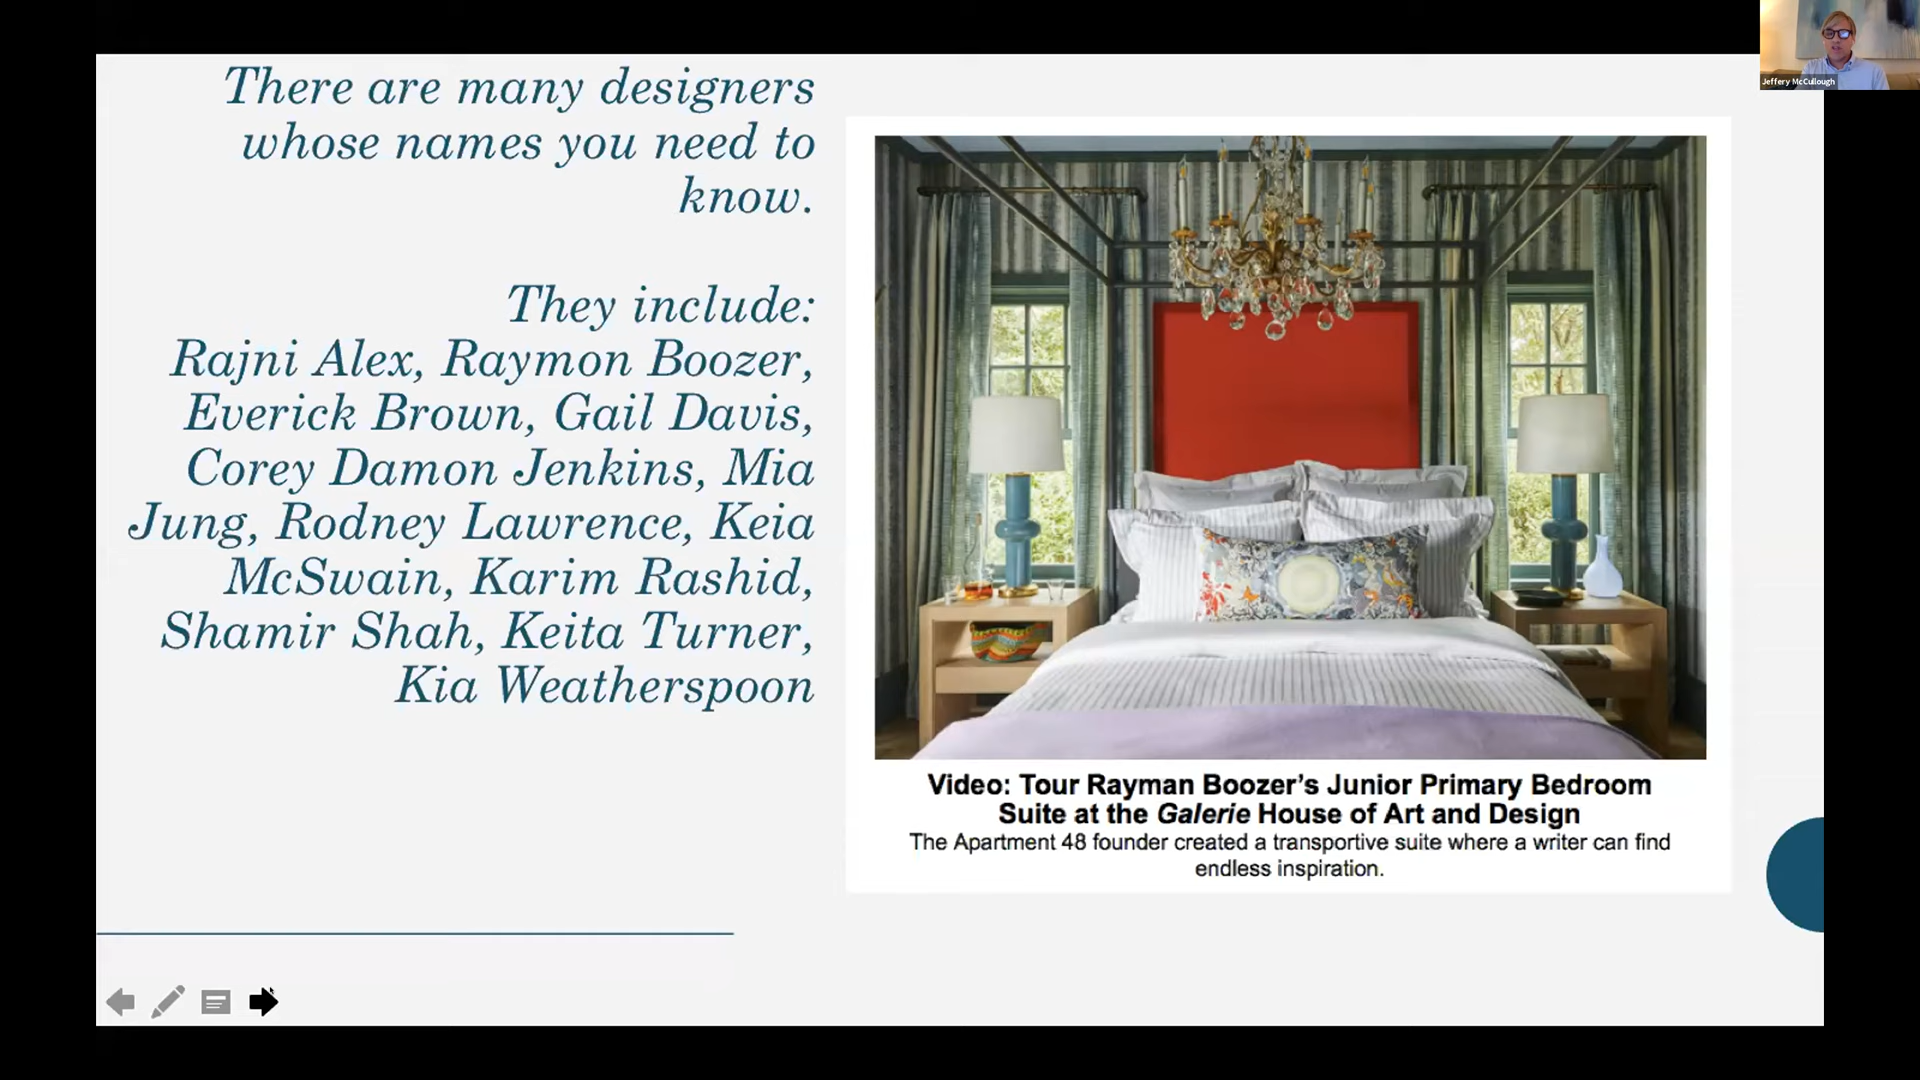 There are many designers
whose names you need to
know.
They include:
Rajni Alex, Raymon Boozer,
Everick Brown, Gail Davis,
Corey Damon Jenkins, Mia
Jung, Rodney Lawrence, Keia
McSwain, Karim Rashid,
Shamir Shah, Keita Turner,
Kia Weatherspoon
Video: Tour Rayman Boozer's Junior Primary Bedroom
Suite at the Galerie House of Art and Design
The Apartment 48 founder created a transportive suite where a writer can find
endless inspiration.
Jeffery McCullough